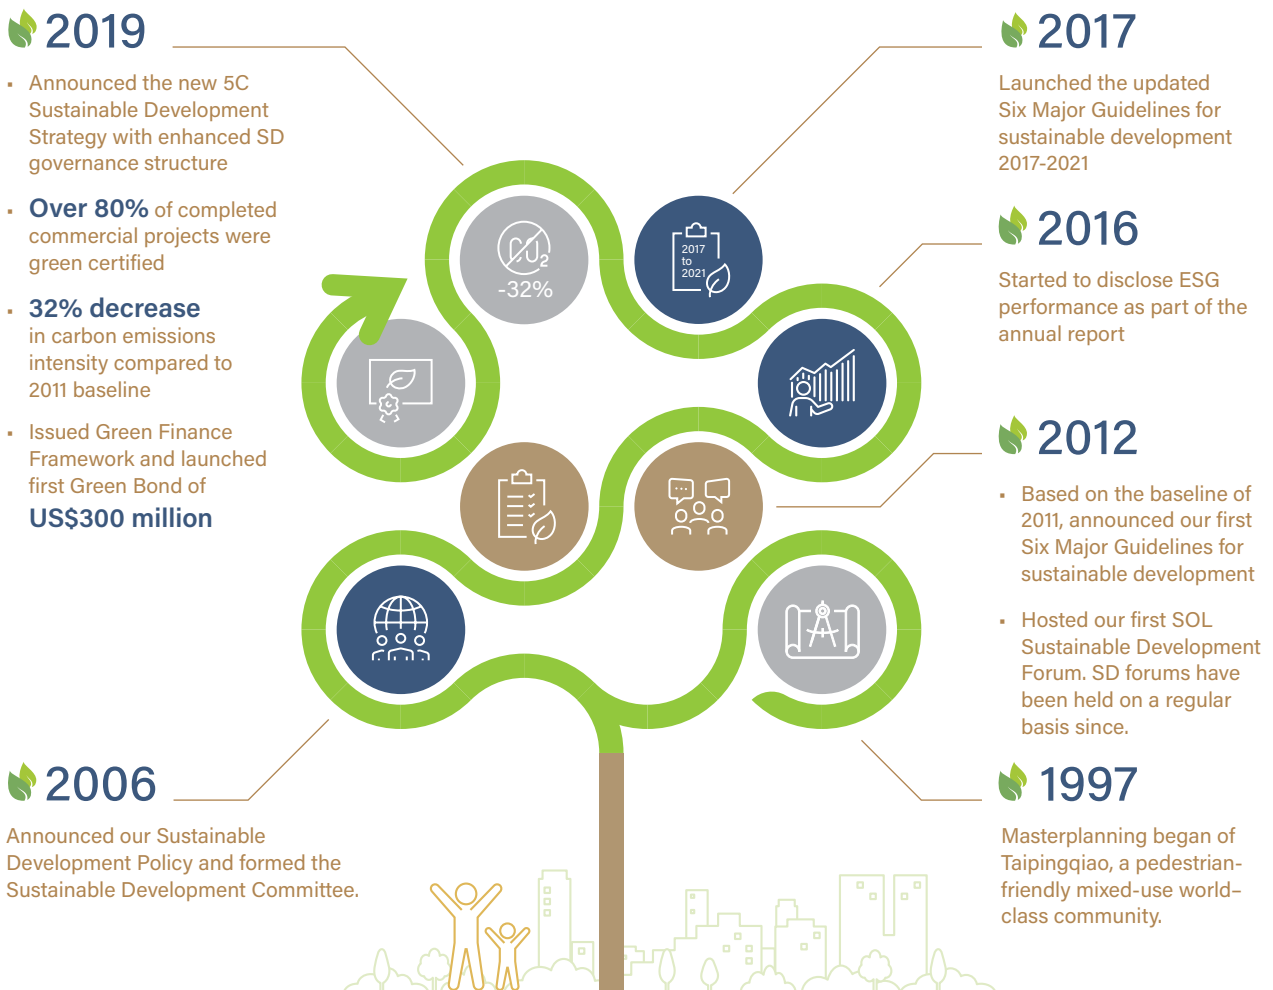 2019
• Announced the new 5C
Sustainable Development
Strategy with enhanced SD
governance structure
• Over 80% of completed
commercial projects were
green certified
• 32% decrease
in carbon emissions
intensity compared to
2011 baseline
• Issued Green Finance
Framework and launched
first Green Bond of
US$300 million
2017
Launched the updated
Six Major Guidelines for
sustainable development
2017-2021
2016
Started to disclose ESG
performance as part of the
annual report
2012
• Based on the baseline of
2011, announced our first
Six Major Guidelines for
sustainable development
• Hosted our first SOL
Sustainable Development
Forum. SD forums have
been held on a regular
basis since.
CO2
-32%
2017
to
2021
2006
Announced our Sustainable
Development Policy and formed the
Sustainable Development Committee.
1997
Masterplanning began of
Taipingqiao, a pedestrian-
friendly mixed-use world–
class community.